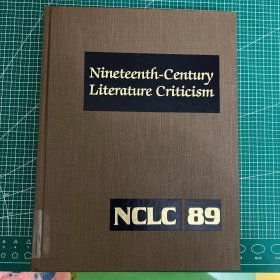 Nineteenth-Century
Literature Criticism
NCLC 89